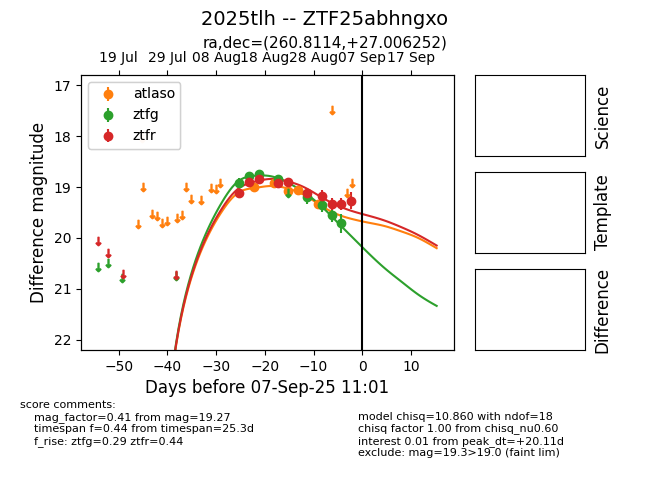 2025tlh -- ZTF25abhngxo
ra,dec=(260.8114,+27.006252)
19 Jul 29 Jul 08 Aug 18 Aug 28 Aug 07 Sep 17 Sep
atlaso
ztfg
ztfr
17
18
19
20
21
22
Difference magnitude
−50 −40 −30 −20 −10 0 10
Days before 07-Sep-25 11:01
Science
Template
Difference
score comments:
mag_factor=0.41 from mag=19.27
timespan f=0.44 from timespan=25.3d
f_rise: ztfg=0.29 ztfr=0.44
model chisq=10.860 with ndof=18
chisq factor 1.00 from chisq_nu0.60
interest 0.01 from peak_dt=+20.11d
exclude: mag=19.3>19.0 (faint lim)